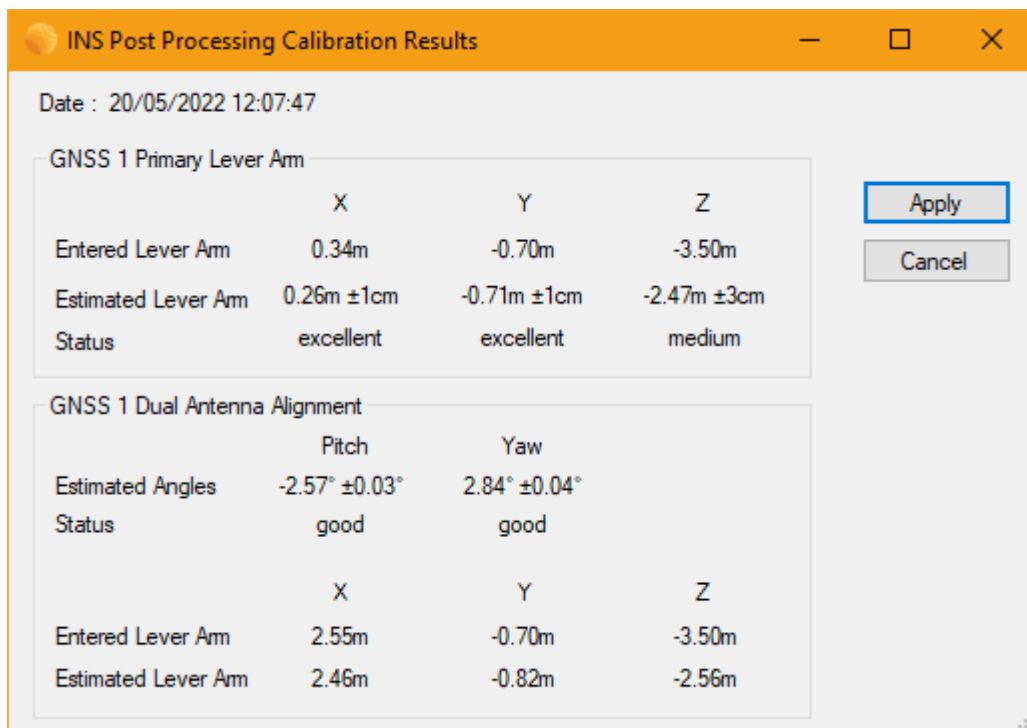 INS Post Processing Calibration Results
Date : 20/05/2022 12:07:47
GNSS 1 Primary Lever Arm
X Y Z
Apply
Entered Lever Arm 0.34m -0.70m -3.50m
Cancel
Estimated Lever Arm 0.26m ±1cm -0.71m ±1cm -2.47m ±3cm
Status excellent excellent medium
GNSS 1 Dual Antenna Alignment
Pitch Yaw
Estimated Angles -2.57° ±0.03° 2.84° ±0.04°
Status good good
X Y Z
Entered Lever Arm 2.55m -0.70m -3.50m
Estimated Lever Arm 2.46m -0.82m -2.56m